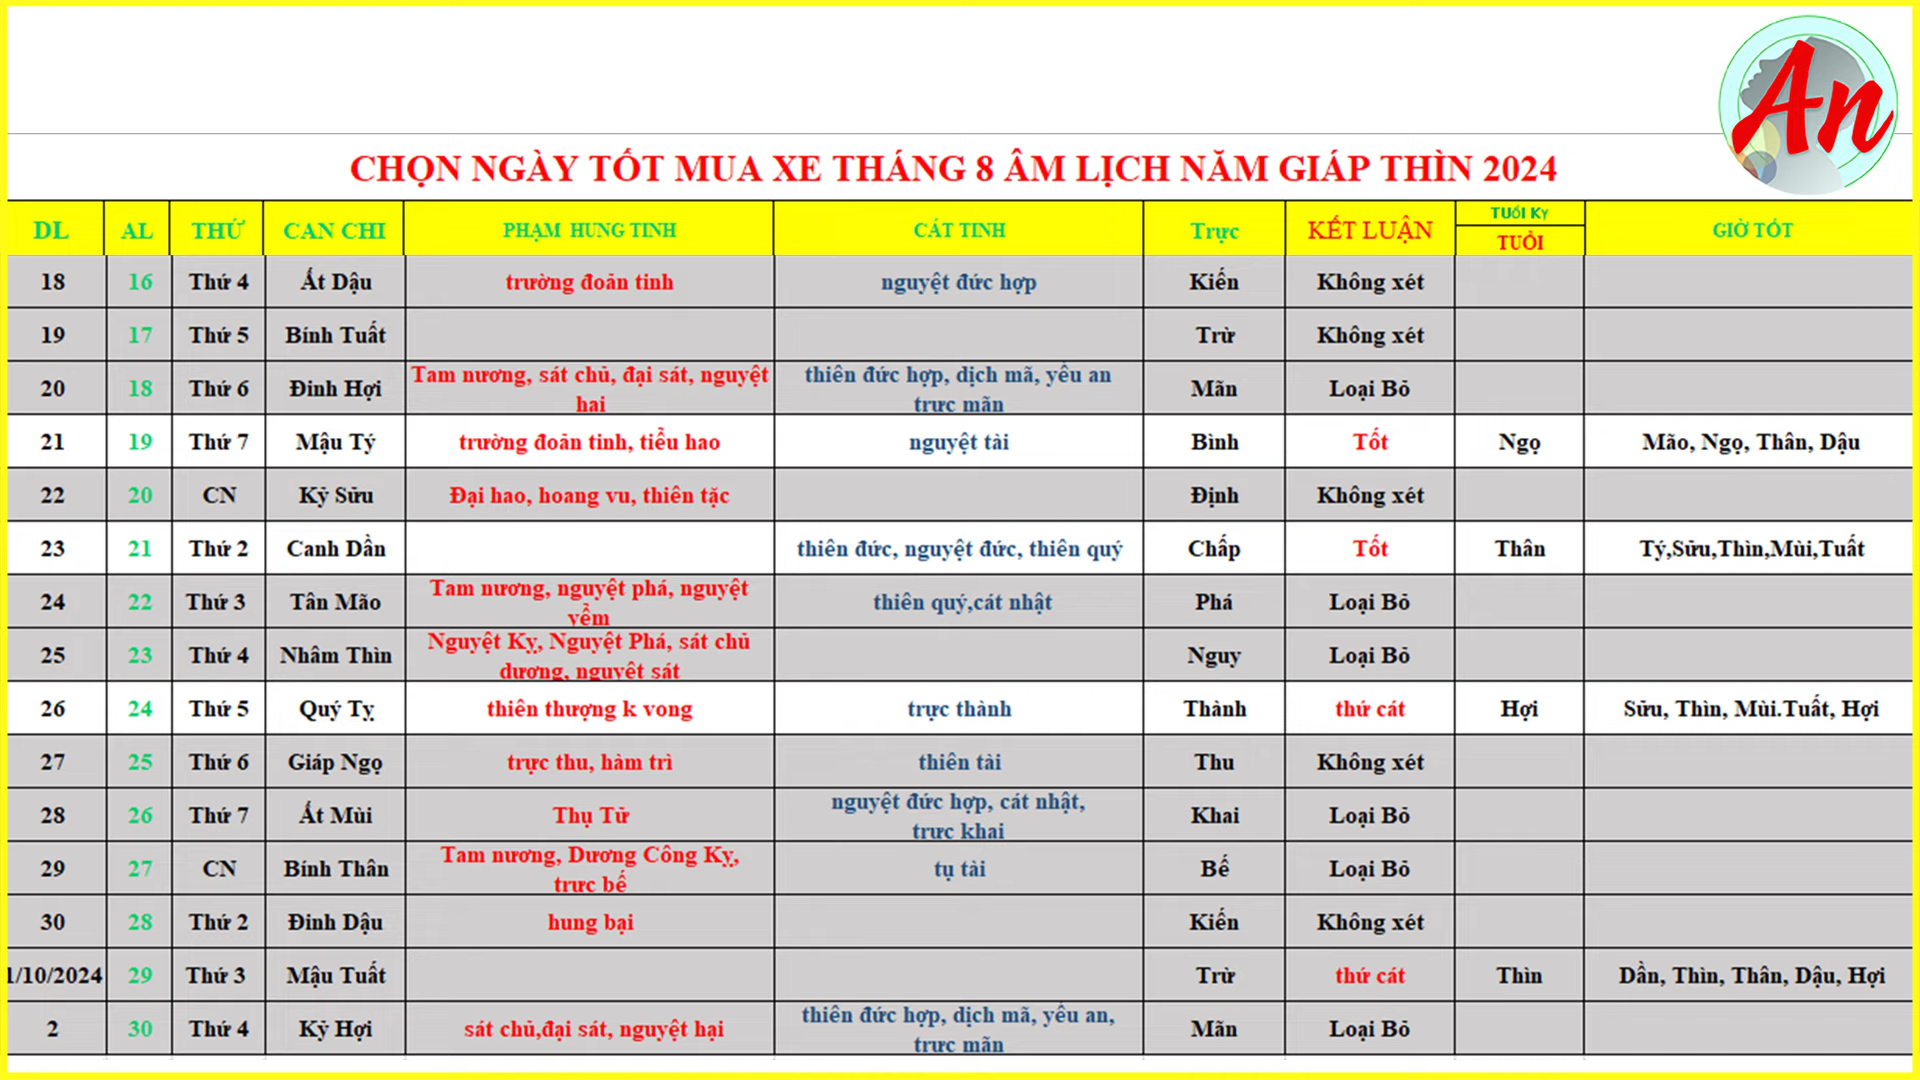 An
CHỌN NGÀY TỐT MUA XE THÁNG 8 ÂM LỊCH NĂM GIÁP THÌN 2024
DL AL THỨ CAN CHI PHẠM HUNG TINH CÁT TINH Trực KẾT LUẬN TUỔI KỴ TUỔI GIỜ TỐT
18 16 Thứ 4 Ất Dậu trường đoản tinh nguyệt đức hợp Kiến Không xét
19 17 Thứ 5 Bính Tuất Trừ Không xét
20 18 Thứ 6 Đinh Hợi Tam nương, sát chủ, đại sát, nguyệt hai thiên đức hợp, dịch mã, yếu an trưc mãn Mãn Loại Bỏ
21 19 Thứ 7 Mậu Tý trường đoản tinh, tiểu hao nguyệt tài Bình Tốt Ngọ Mão, Ngọ, Thân, Dậu
22 20 CN Kỷ Sửu Đại hao, hoang vu, thiên tặc Định Không xét
23 21 Thứ 2 Canh Dần thiên đức, nguyệt đức, thiên quý Chấp Tốt Thân Tý,Sửu,Thìn,Mùi,Tuất
24 22 Thứ 3 Tân Mão Tam nương, nguyệt phá, nguyệt yểm thiên quý,cát nhật Phá Loại Bỏ
25 23 Thứ 4 Nhâm Thìn Nguyệt Kỵ, Nguyệt Phá, sát chủ dương, nguyêt sát Nguy Loại Bỏ
26 24 Thứ 5 Quý Tỵ thiên thượng k vong trực thành Thành thứ cát Hợi Sửu, Thìn, Mùi.Tuất, Hợi
27 25 Thứ 6 Giáp Ngọ trực thu, hàm trì thiên tài Thu Không xét
28 26 Thứ 7 Ất Mùi Thụ Tử nguyệt đức hợp, cát nhật, trưc khai Khai Loại Bỏ
29 27 CN Bính Thân Tam nương, Dương Công Kỵ, trưc bế tụ tài Bế Loại Bỏ
30 28 Thứ 2 Đinh Dậu hung bại Kiến Không xét
1/10/2024 29 Thứ 3 Mậu Tuất Trừ thứ cát Thìn Dần, Thìn, Thân, Dậu, Hợi
2 30 Thứ 4 Kỷ Hợi sát chủ,đại sát, nguyệt hại thiên đức hợp, dịch mã, yếu an, trưc mãn Mãn Loại Bỏ